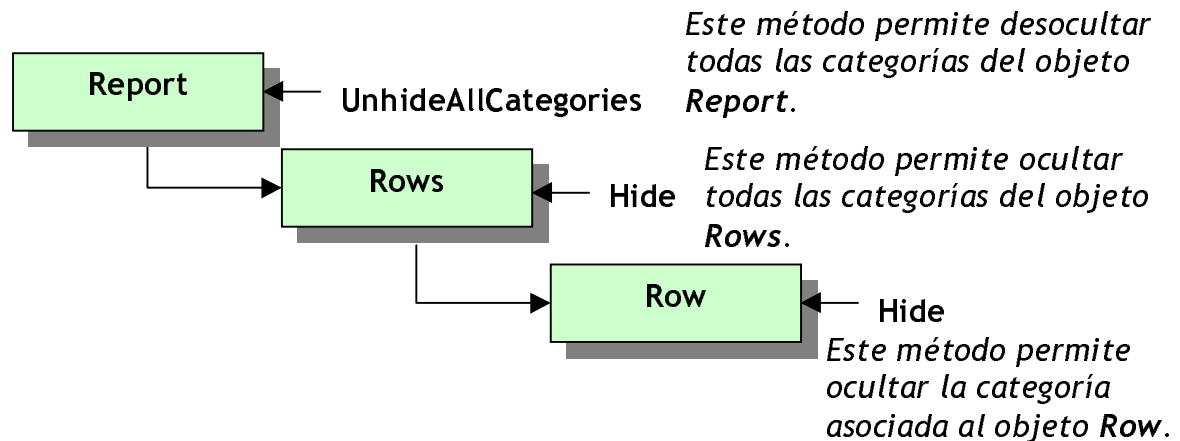 Report
UnhideAllCategories
Este método permite desocultar
todas las categorías del objeto
Report.
Rows
Hide
Este método permite ocultar
todas las categorías del objeto
Rows.
Row
Hide
Este método permite
ocultar la categoría
asociada al objeto Row.